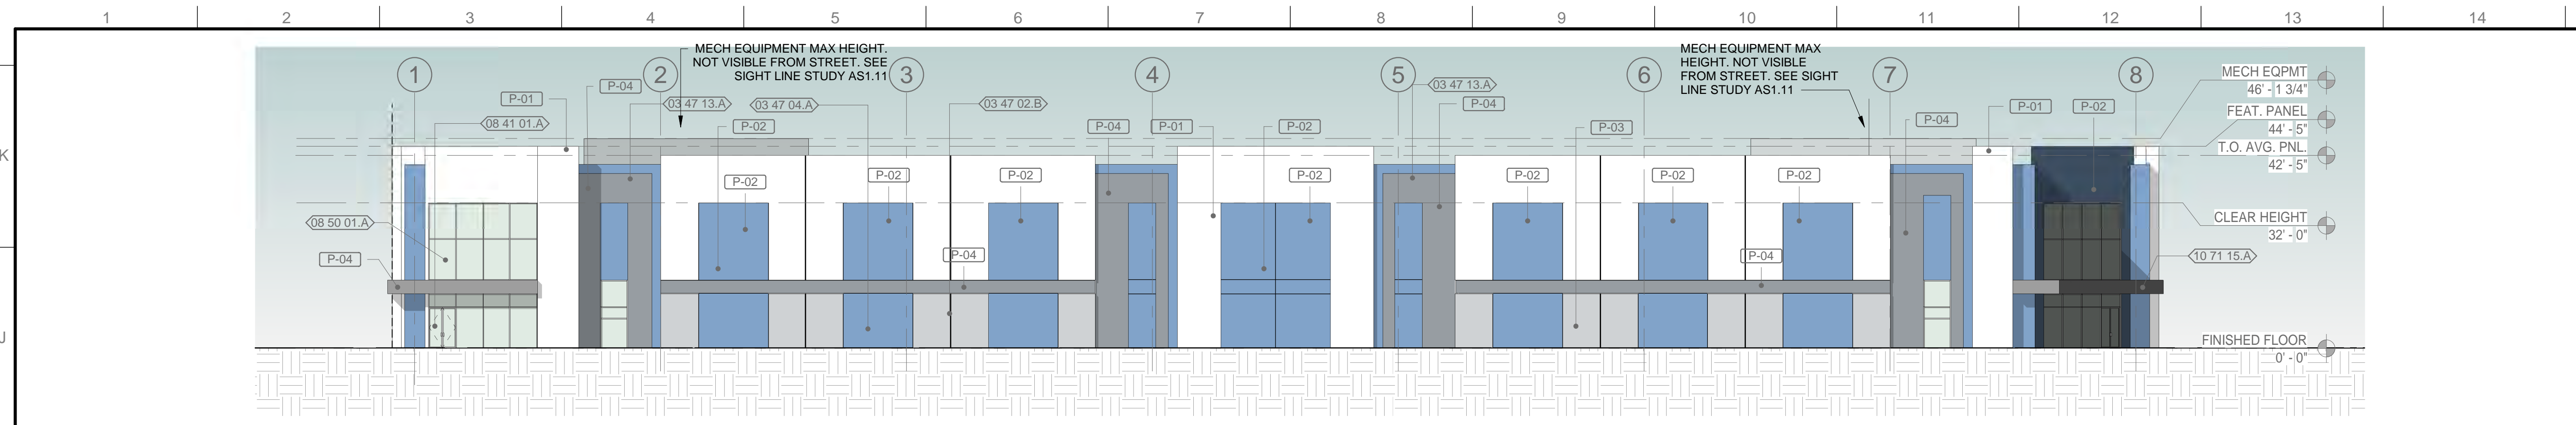 1 2 3 4 5 6 7 8 9 10 11 12 13 14
MECH EQUIPMENT MAX HEIGHT.
NOT VISIBLE FROM STREET. SEE
SIGHT LINE STUDY AS1.11
MECH EQUIPMENT MAX
HEIGHT. NOT VISIBLE
FROM STREET. SEE SIGHT
LINE STUDY AS1.11
1 2 3 4 5 6 7 8
MECH EQPMT
46' - 1 3/4"
FEAT. PANEL
44' - 5"
T.O. AVG. PNL.
42' - 5"
CLEAR HEIGHT
32' - 0"
FINISHED FLOOR
0' - 0"
K
J
P-04
03 47 13.A
P-01
03 47 13.A 03 47 04.A 03 47 02.B P-04 P-01 P-02
08 41 01.A P-02 P-04 P-01 P-02 P-03 P-04
P-02 P-02 P-02 P-02 P-02 P-02 P-02
08 50 01.A
P-04 P-04 P-04 10 71 15.A